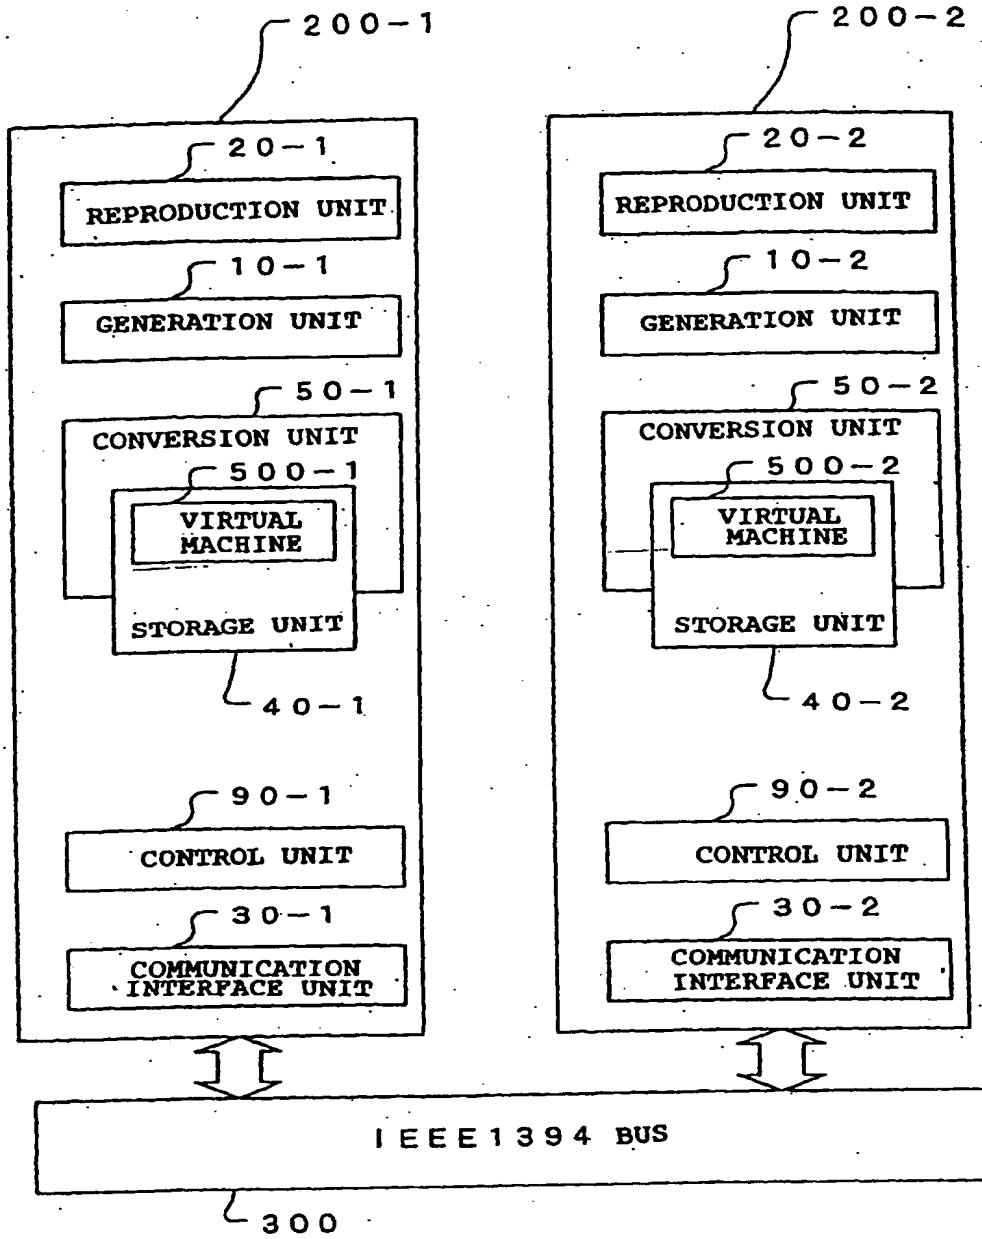 200-1
20-1
REPRODUCTION UNIT
10-1
GENERATION UNIT
50-1
CONVERSION UNIT
500-1
VIRTUAL
MACHINE
STORAGE UNIT
40-1
90-1
CONTROL UNIT
30-1
COMMUNICATION
INTERFACE UNIT
200-2
20-2
REPRODUCTION UNIT
10-2
GENERATION UNIT
50-2
CONVERSION UNIT
500-2
VIRTUAL
MACHINE
STORAGE UNIT
40-2
90-2
CONTROL UNIT
30-2
COMMUNICATION
INTERFACE UNIT
IEEE1394 BUS
300